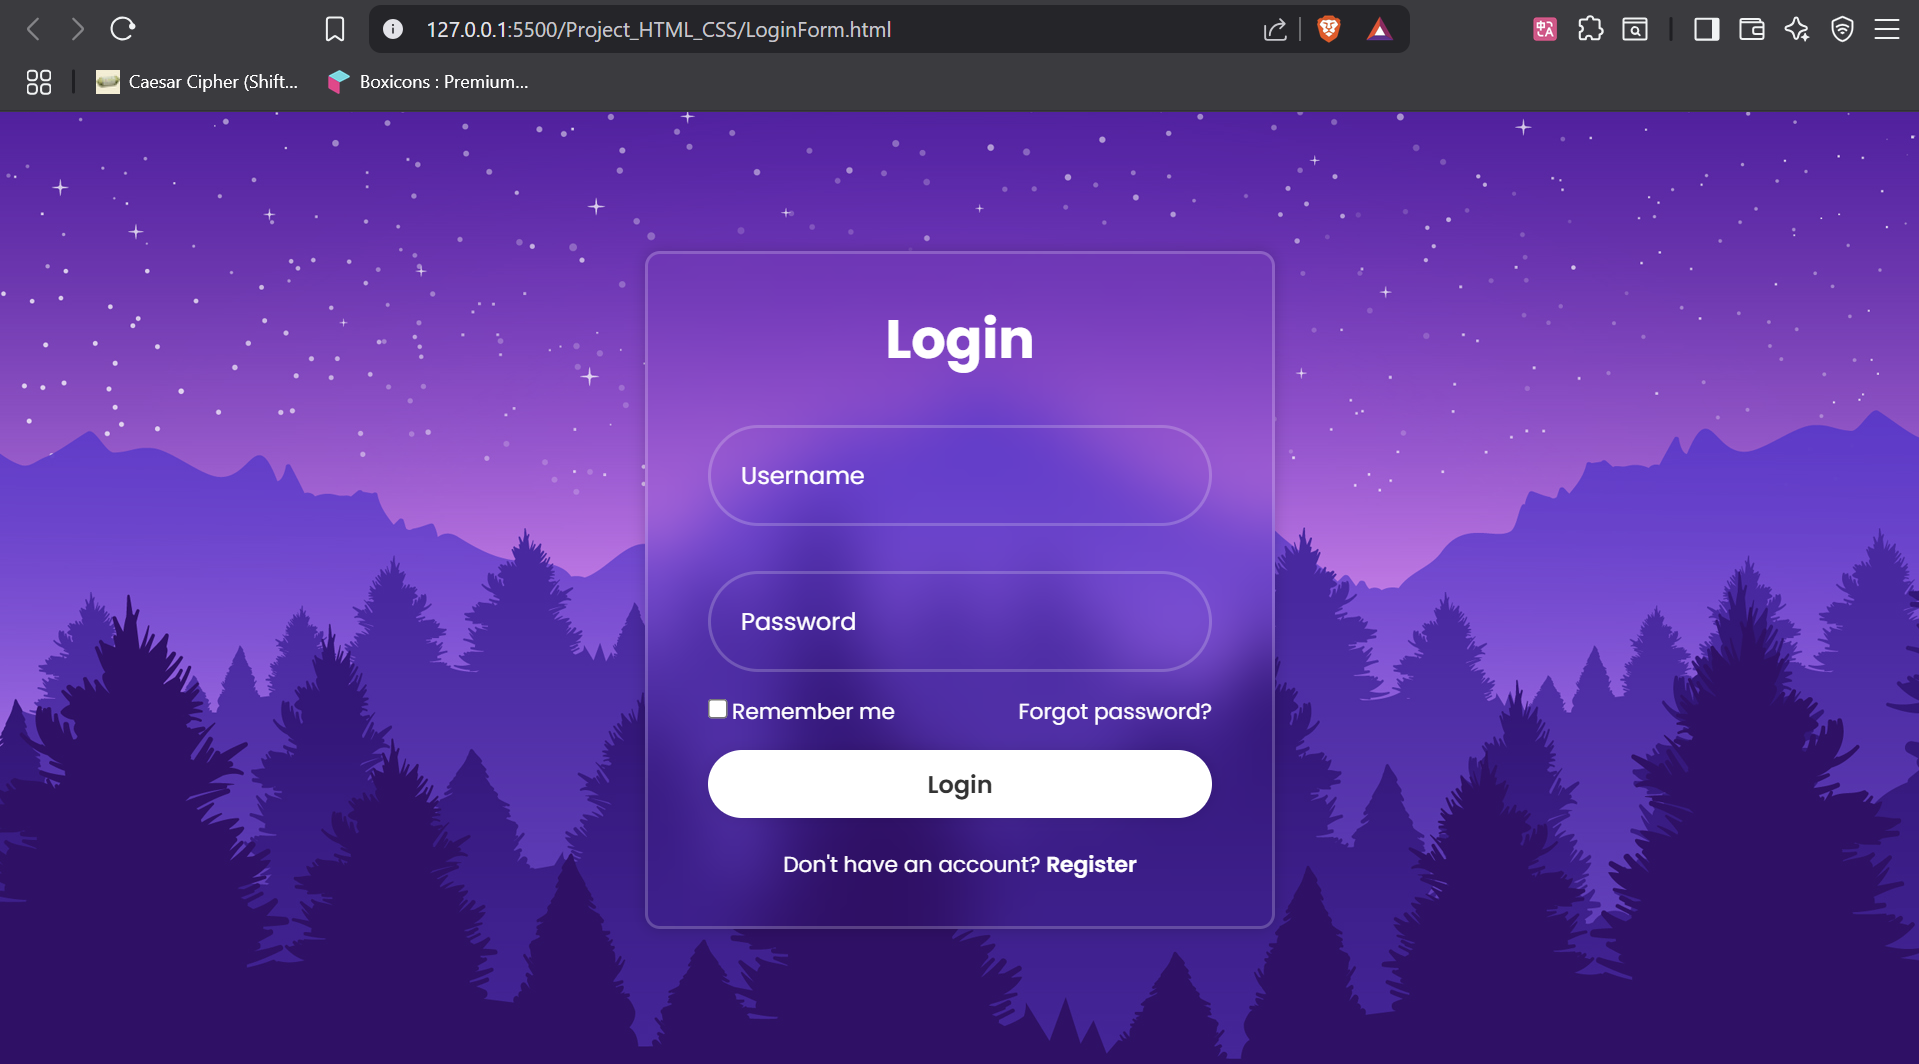 127.0.0.1:5500/Project_HTML_CSS/LoginForm.html
Caesar Cipher (Shift... Boxicons : Premium...
Login
Username
Password
Remember me Forgot password?
Login
Don't have an account? Register